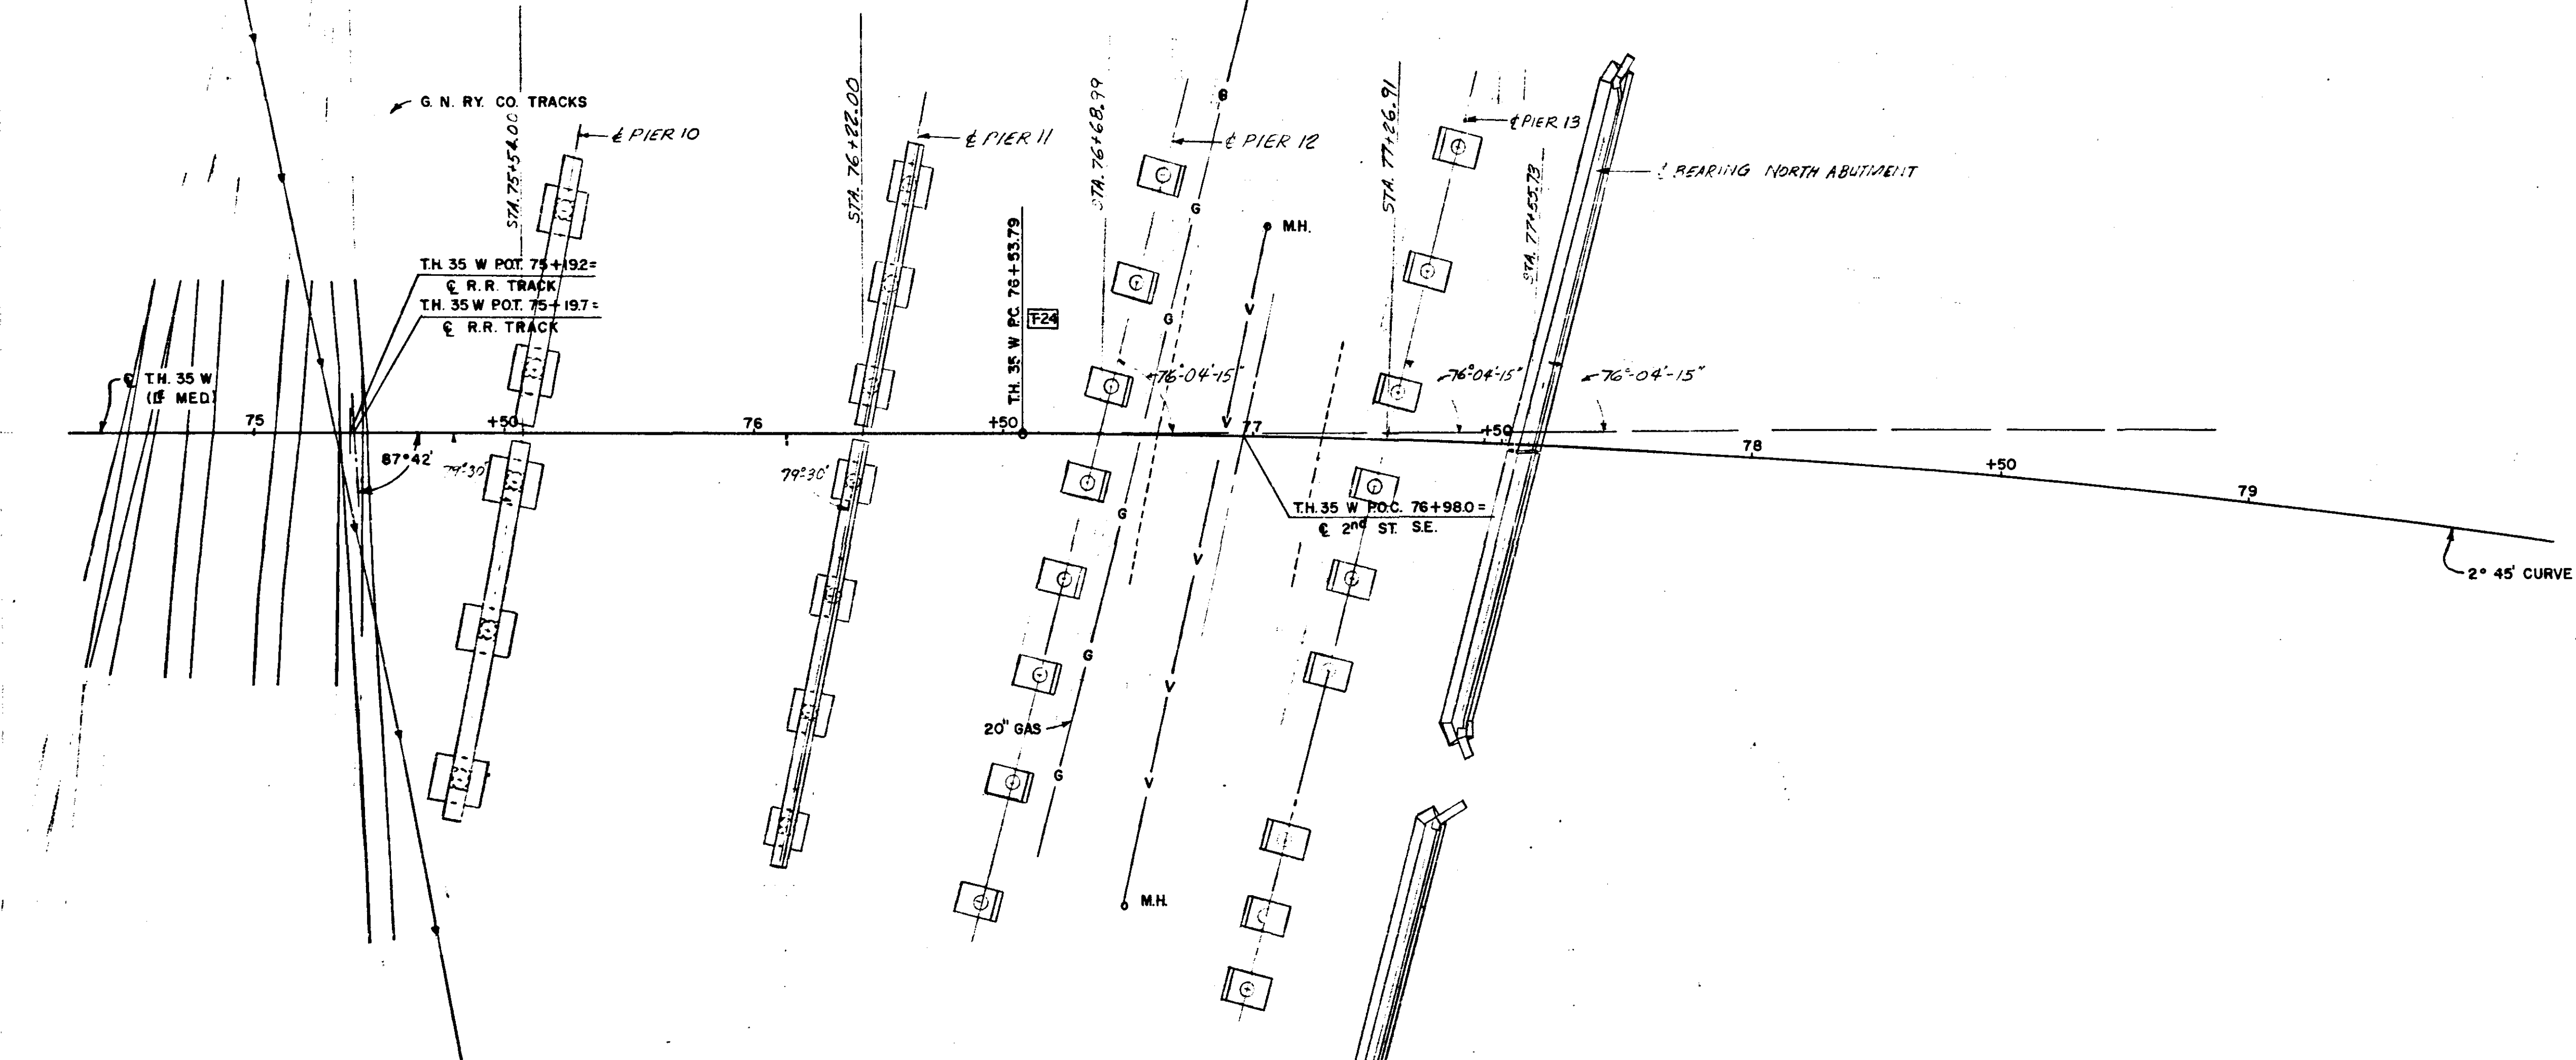 G. N. RY. CO. TRACKS
STA. 75+54.00
℄ PIER 10
STA. 76+22.00
℄ PIER 11
STA. 76+68.99
℄ PIER 12
STA. 77+26.91
℄ PIER 13
STA. 77+55.73
BEARING NORTH ABUTMENT
G
G
G
M.H.
V
T.H. 35 W P.O.T. 75+19.2=
℄ R.R. TRACK
T.H. 35 W P.O.T. 75+19.7=
℄ R.R. TRACK
T.H. 35 W P.C. 76+53.79
T-24
℄ T.H. 35 W
MED.)
76°-04'-15"
76°04'-15"
76°-04'-15"
75
+50
76
+50
V
77
+50
78
+50
79
87°42'
79°30'
79°30'
T.H. 35 W P.O.C. 76+98.0=
℄ 2nd ST. S.E.
G
V
2° 45' CURVE
G
V
20" GAS
G
V
M.H.